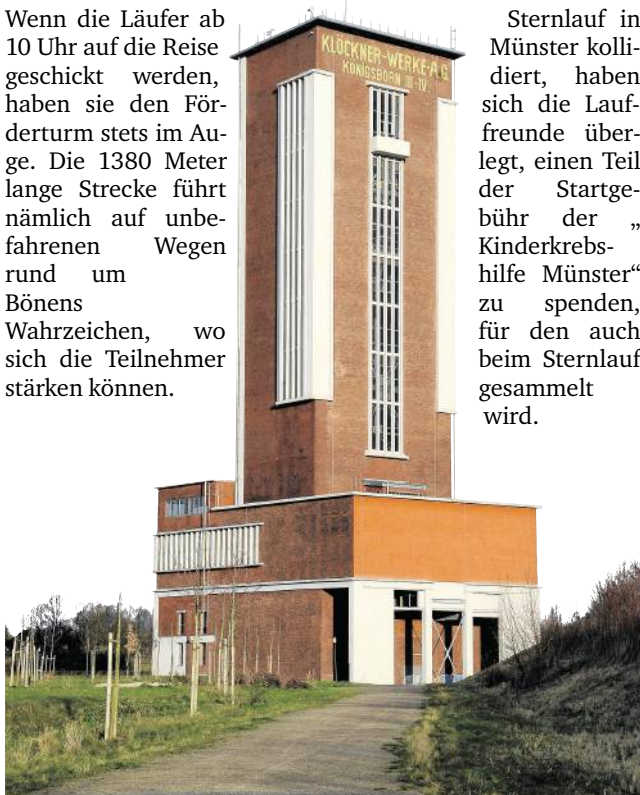 Wenn die Läufer ab
10 Uhr auf die Reise
geschickt werden,
haben sie den För-
derturm stets im Au-
ge. Die 1380 Meter
lange Strecke führt
nämlich auf unbe-
fahrenen Wegen
rund um
Bönens
Wahrzeichen, wo
sich die Teilnehmer
stärken können.
KLÖCKNER-WERKE-A.G.
KÖNIGSBORN III-IV.
Sternlauf in
Münster kolli-
diert, haben
sich die Lauf-
freunde über-
legt, einen Teil
der Startge-
bühr der „
Kinderkrebs-
hilfe Münster“
zu spenden,
für den auch
beim Sternlauf
gesammelt
wird.